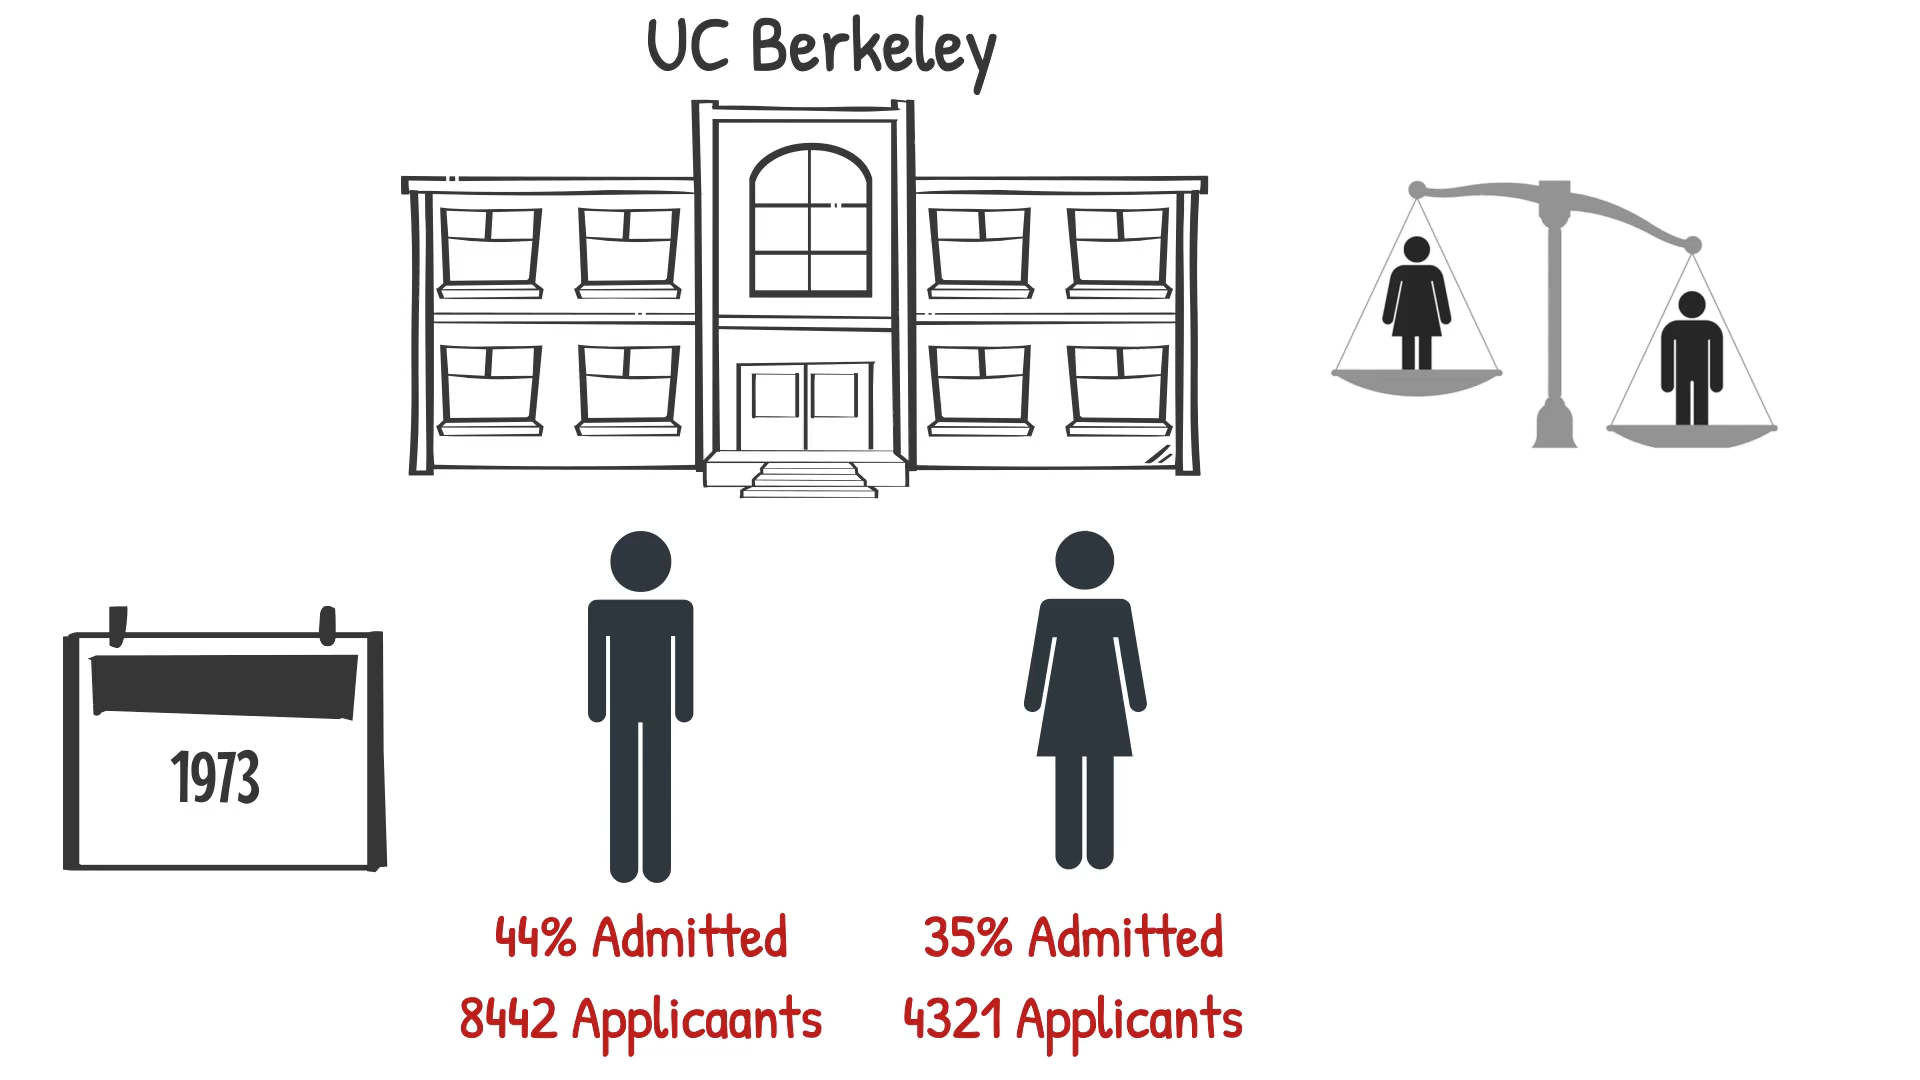 UC Berkeley
1973
44% Admitted
8442 Applicaants
35% Admitted
4321 Applicants